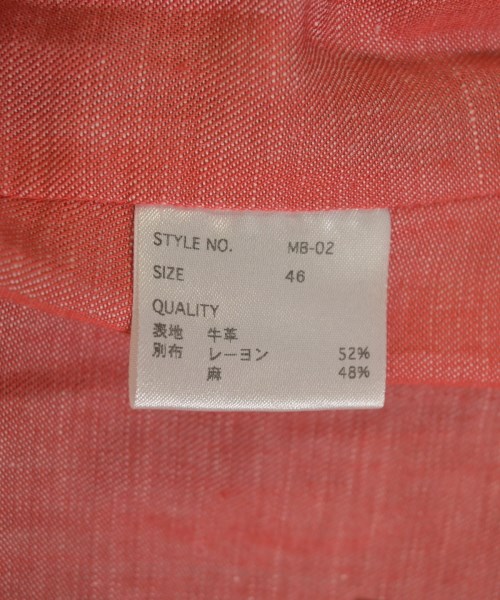 STYLE NO. MB-02
SIZE 46
QUALITY
表地 牛革
別布 レーヨン 52%
麻 48%